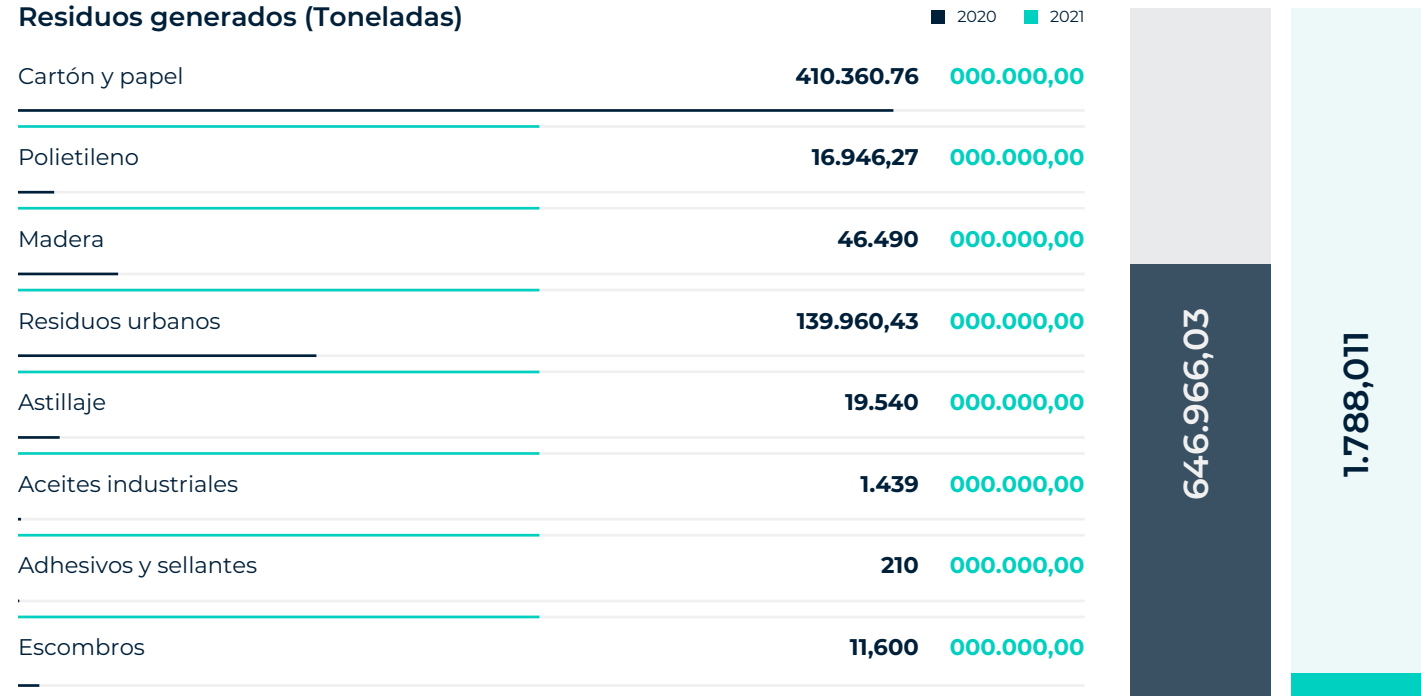 Residuos generados (Toneladas) 2020 2021
Cartón y papel 410.360.76 000.000,00
Polietileno 16.946,27 000.000,00
Madera 46.490 000.000,00
Residuos urbanos 139.960,43 000.000,00
Astillaje 19.540 000.000,00
Aceites industriales 1.439 000.000,00
Adhesivos y sellantes 210 000.000,00
Escombros 11,600 000.000,00
646.966,03
1.788,011